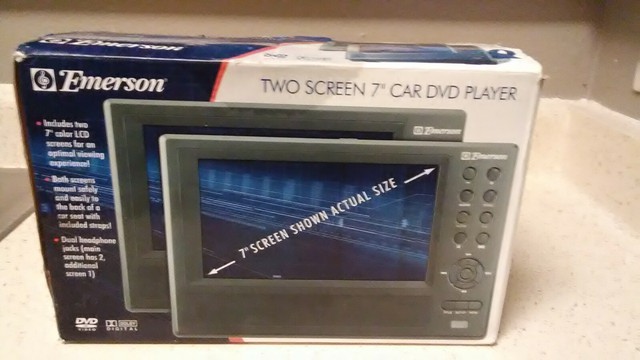 Emerson
Emerson
TWO SCREEN 7" CAR DVD PLAYER
Includes two
7" color LCD
screens for an
optimal viewing
experience!
Both screens
mount safely
and easily to
the back of a
car seat with
included straps!
Dual headphone
jacks (main
screen has 2,
additional
screen 1)
Emerson
Emerson
7" SCREEN SHOWN ACTUAL SIZE
DVD
VIDEO
DOLBY
DIGITAL